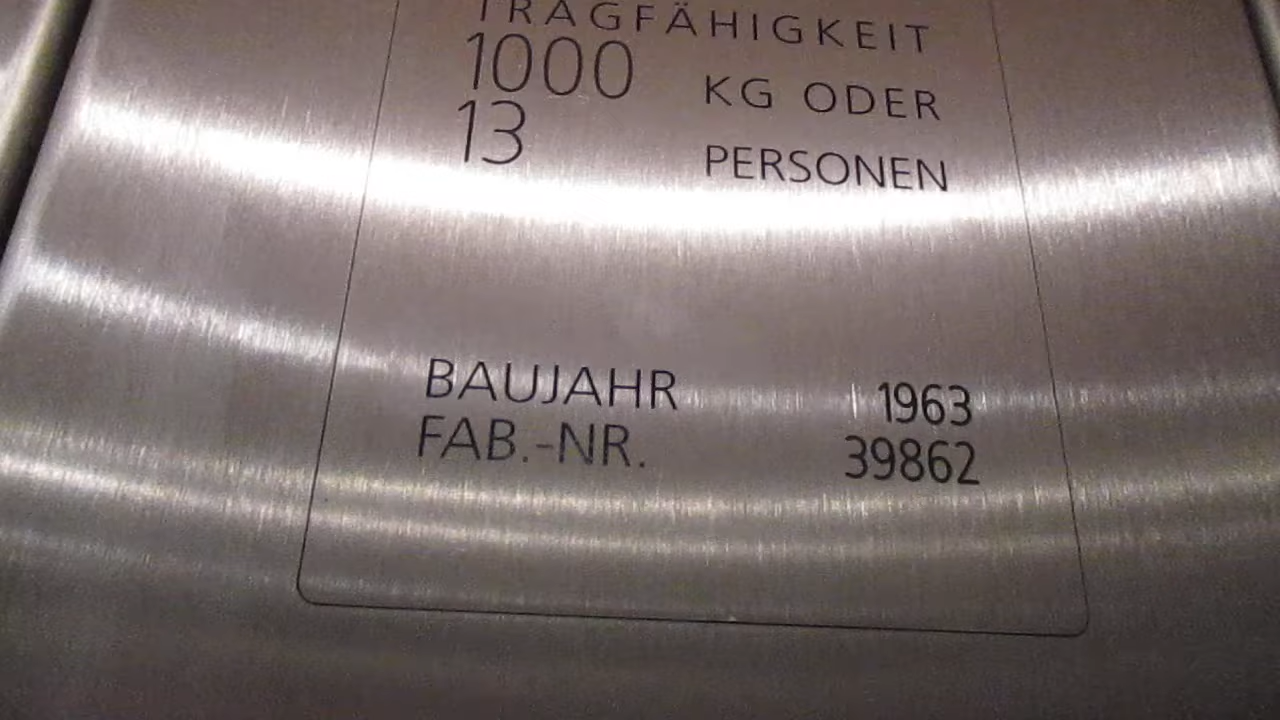 TRAGFÄHIGKEIT
1000 KG ODER
13 PERSONEN
BAUJAHR 1963
FAB.-NR. 39862